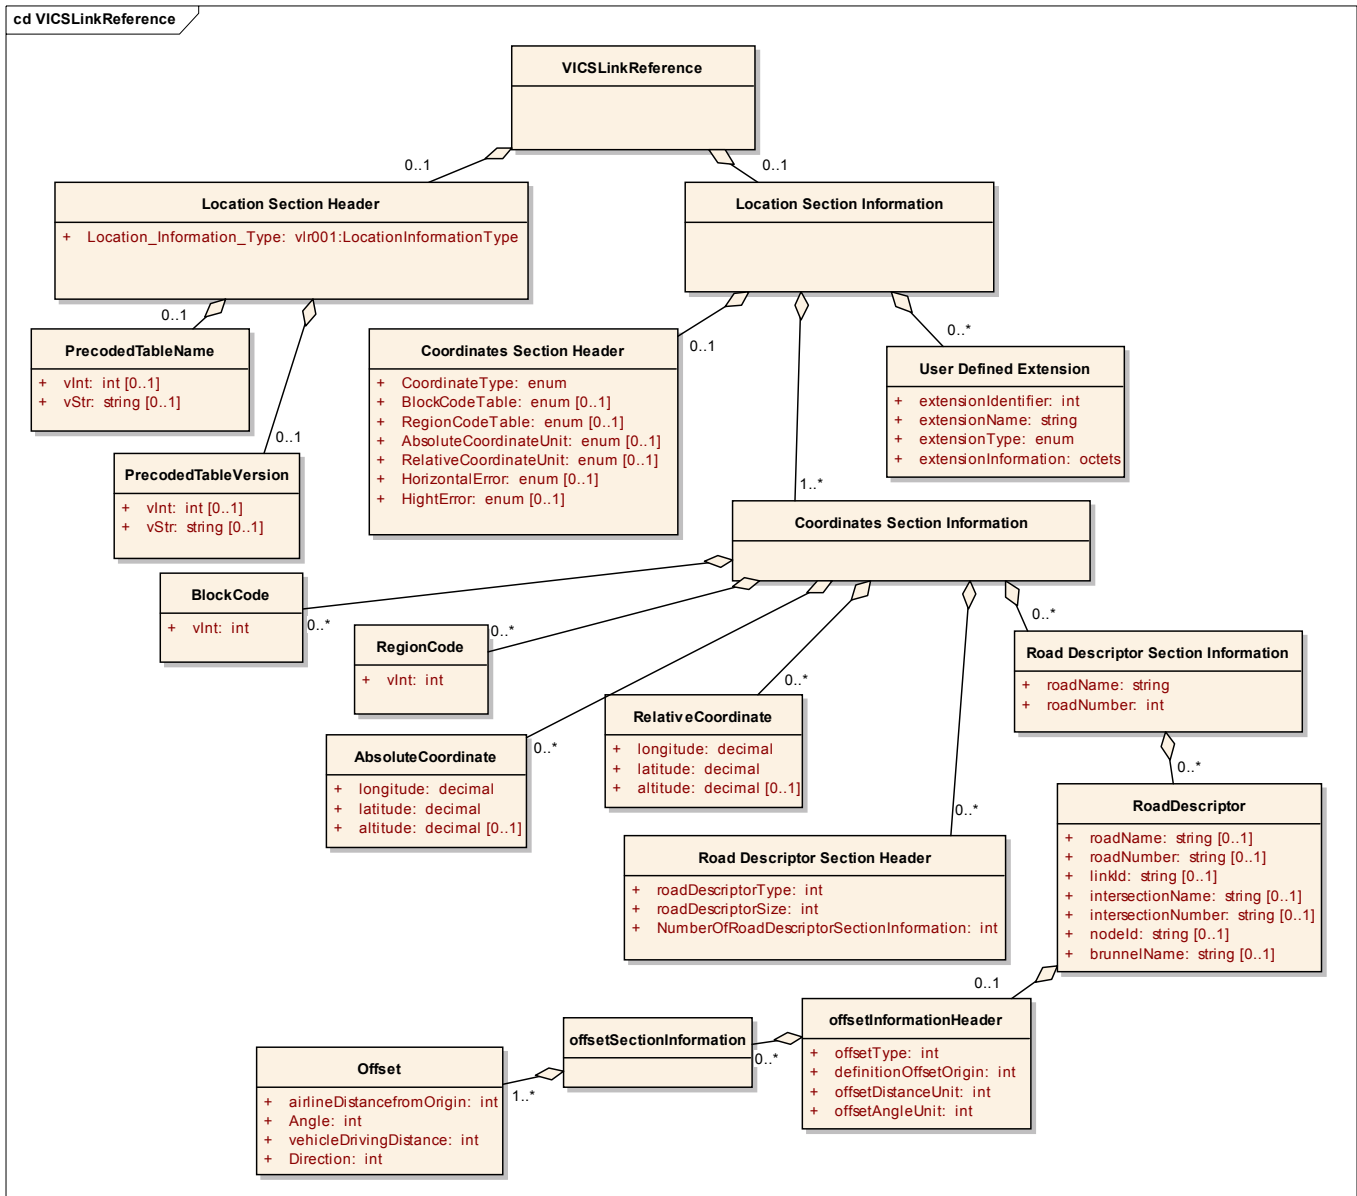 cd VICSLinkReference
VICSLinkReference
0..1
0..1
Location Section Header
+ Location_Information_Type: vlr001:LocationInformationType
Location Section Information
0..1
0..1
0..1
0..*
1..*
PrecodedTableName
+ vInt: int [0..1]
+ vStr: string [0..1]
PrecodedTableVersion
+ vInt: int [0..1]
+ vStr: string [0..1]
Coordinates Section Header
+ CoordinateType: enum
+ BlockCodeTable: enum [0..1]
+ RegionCodeTable: enum [0..1]
+ AbsoluteCoordinateUnit: enum [0..1]
+ RelativeCoordinateUnit: enum [0..1]
+ HorizontalError: enum [0..1]
+ HightError: enum [0..1]
User Defined Extension
+ extensionIdentifier: int
+ extensionName: string
+ extensionType: enum
+ extensionInformation: octets
Coordinates Section Information
BlockCode
+ vInt: int
0..*
RegionCode
+ vInt: int
0..*
AbsoluteCoordinate
+ longitude: decimal
+ latitude: decimal
+ altitude: decimal [0..1]
0..*
RelativeCoordinate
+ longitude: decimal
+ latitude: decimal
+ altitude: decimal [0..1]
0..*
Road Descriptor Section Header
+ roadDescriptorType: int
+ roadDescriptorSize: int
+ NumberOfRoadDescriptorSectionInformation: int
0..*
0..*
Road Descriptor Section Information
+ roadName: string
+ roadNumber: int
0..*
RoadDescriptor
+ roadName: string [0..1]
+ roadNumber: string [0..1]
+ linkId: string [0..1]
+ intersectionName: string [0..1]
+ intersectionNumber: string [0..1]
+ nodeId: string [0..1]
+ brunnelName: string [0..1]
0..1
offsetInformationHeader
+ offsetType: int
+ definitionOffsetOrigin: int
+ offsetDistanceUnit: int
+ offsetAngleUnit: int
0..*
offsetSectionInformation
1..*
Offset
+ airlineDistancefromOrigin: int
+ Angle: int
+ vehicleDrivingDistance: int
+ Direction: int